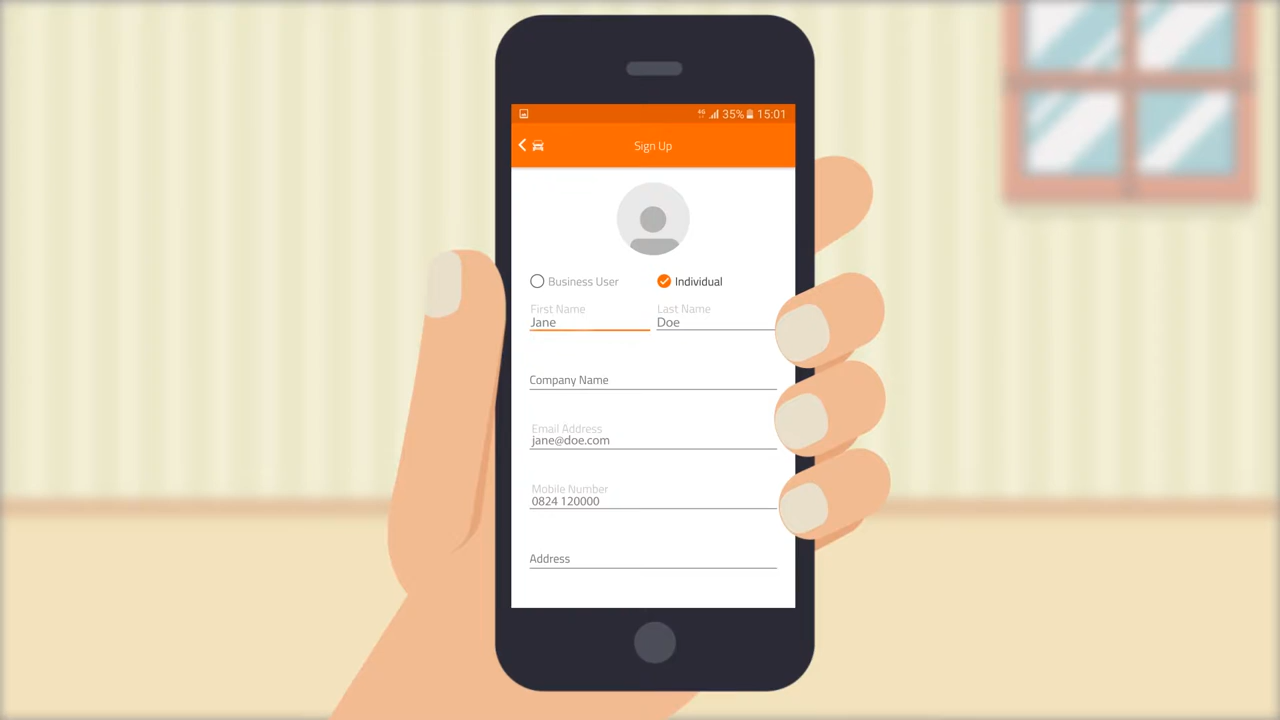 4G 35% 15:01
Sign Up
Business User Individual
First Name Last Name
Jane Doe
Company Name
Email Address
jane@doe.com
Mobile Number
0824 120000
Address